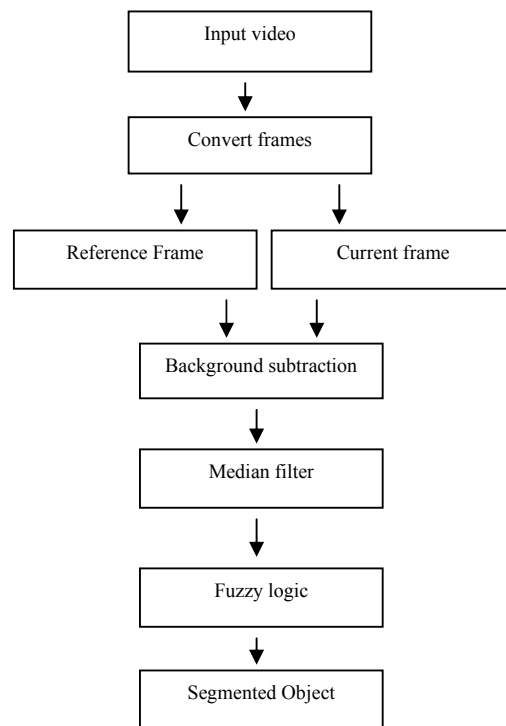 Input video
Convert frames
Reference Frame
Current frame
Background subtraction
Median filter
Fuzzy logic
Segmented Object